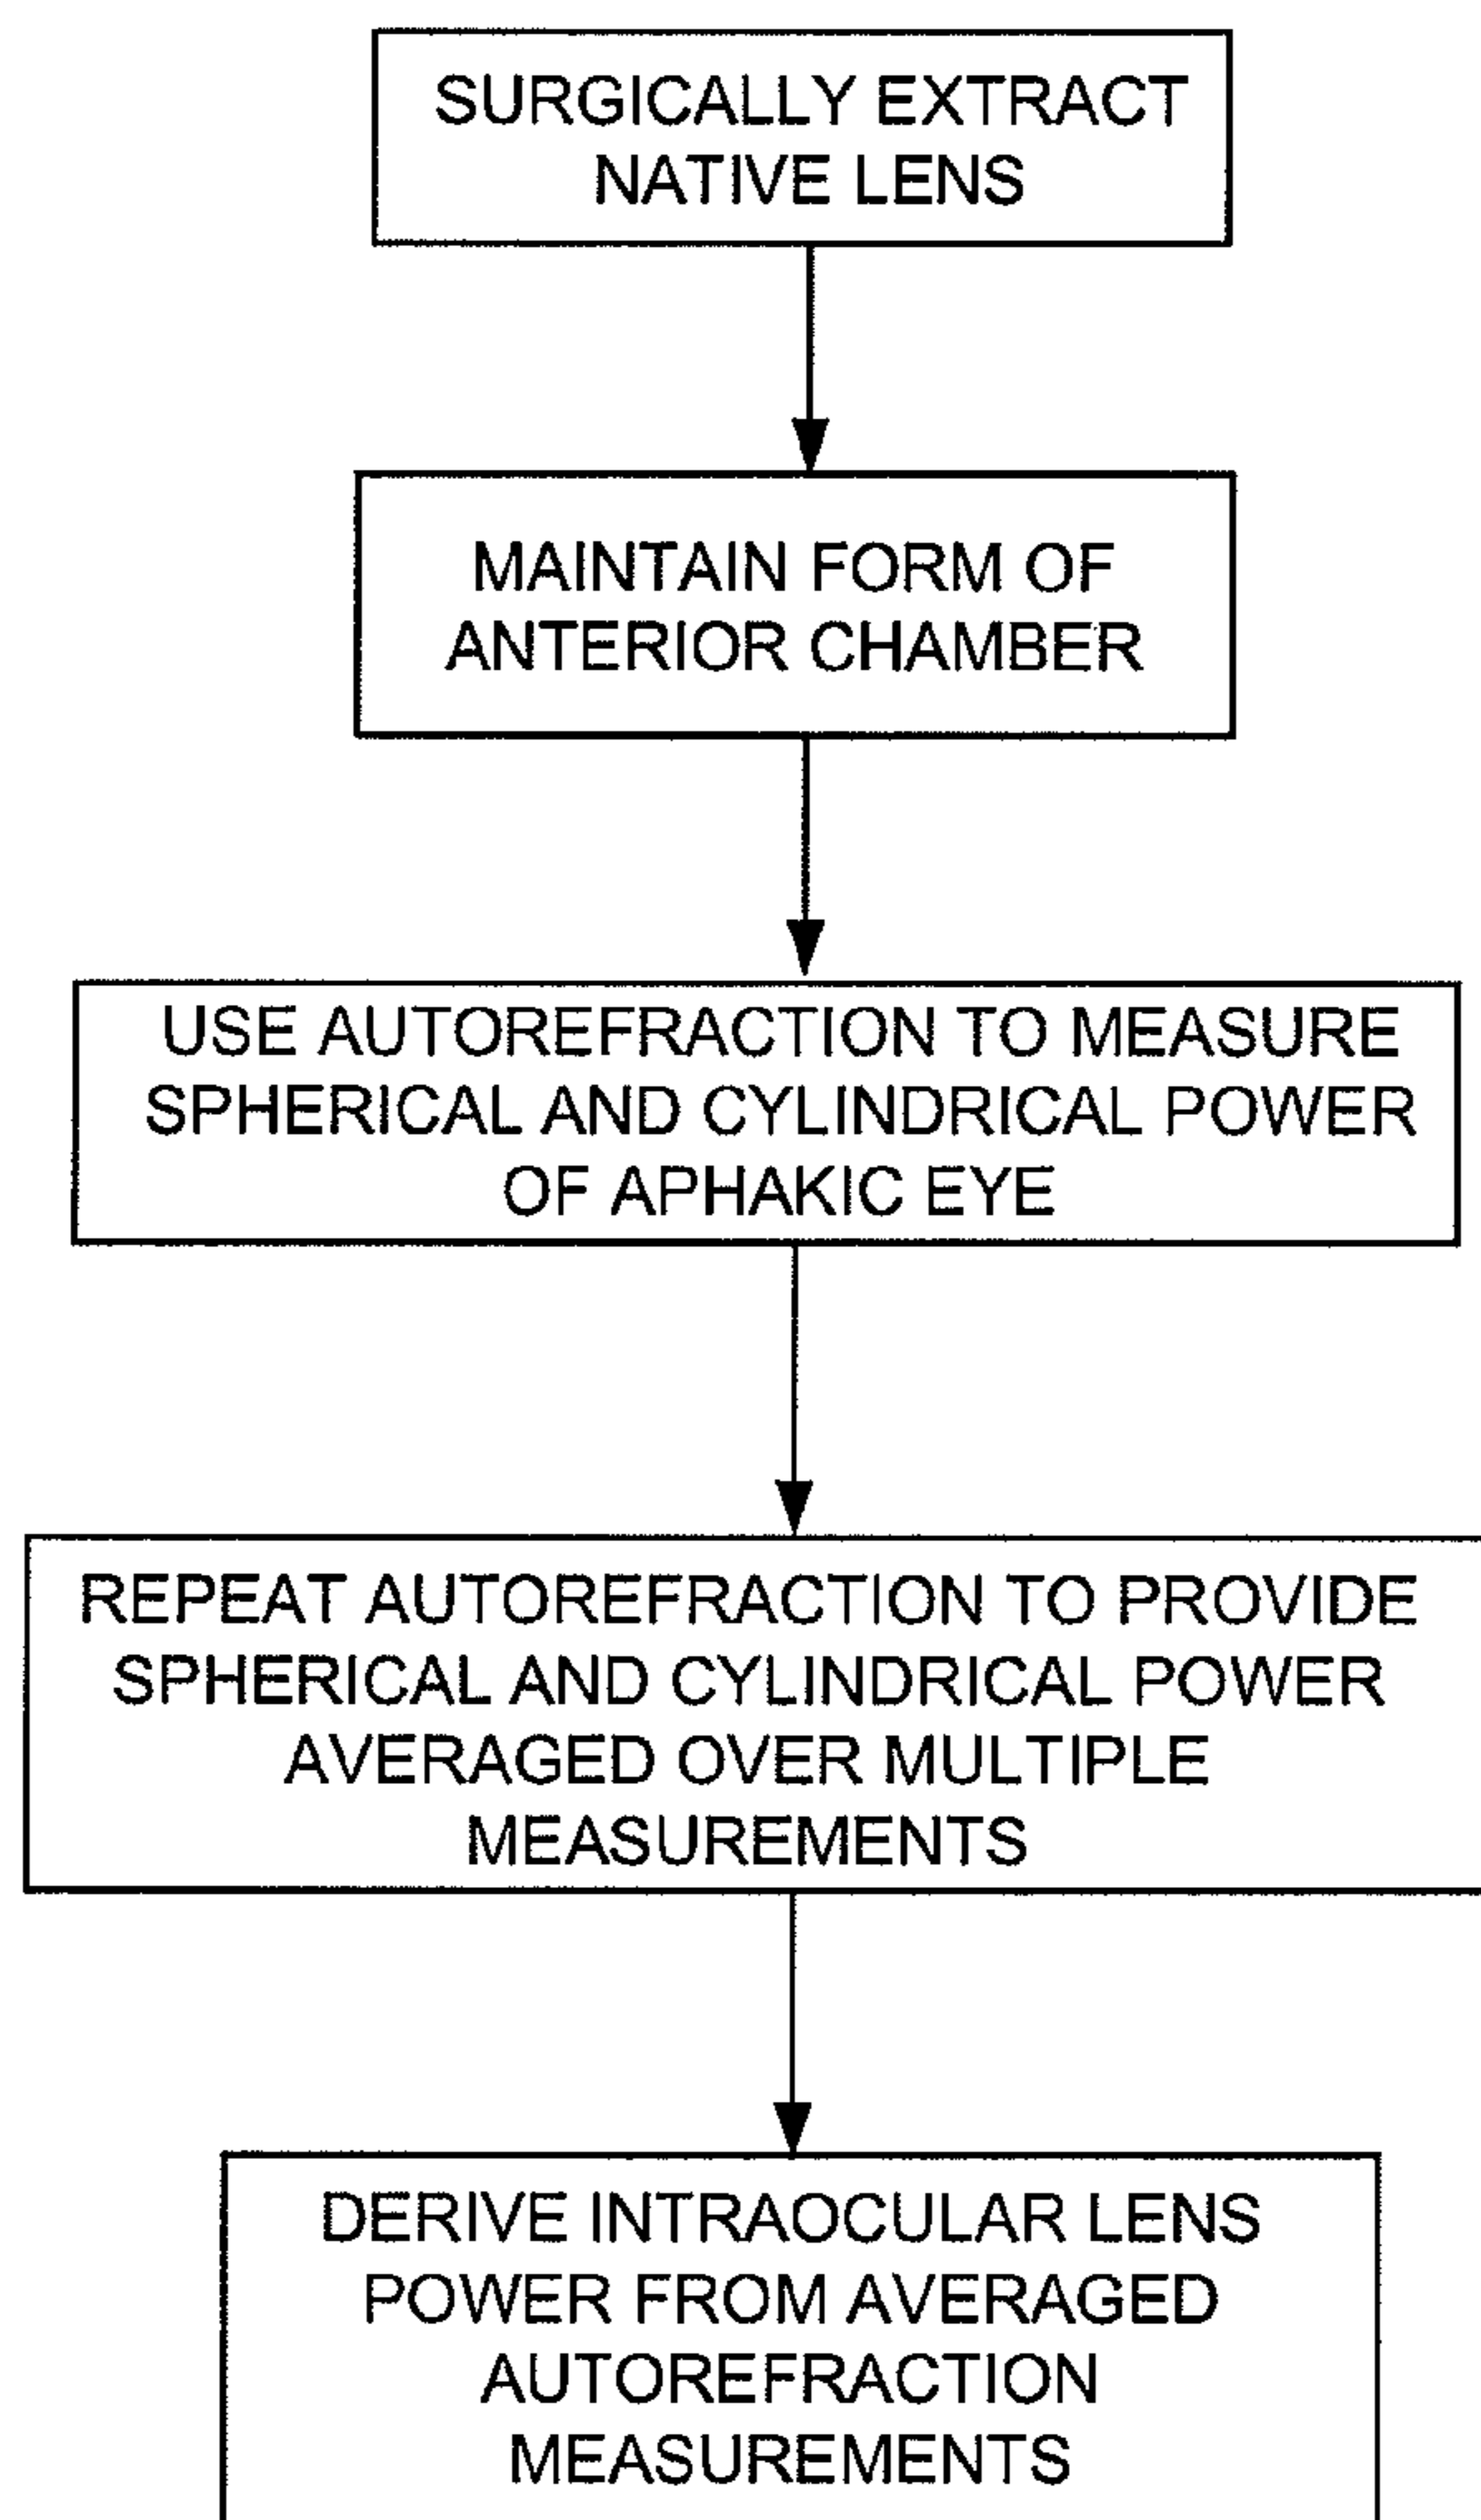 SURGICALLY EXTRACT
NATIVE LENS
MAINTAIN FORM OF
ANTERIOR CHAMBER
USE AUTOREFRACTION TO MEASURE
SPHERICAL AND CYLINDRICAL POWER
OF APHAKIC EYE
REPEAT AUTOREFRACTION TO PROVIDE
SPHERICAL AND CYLINDRICAL POWER
AVERAGED OVER MULTIPLE
MEASUREMENTS
DERIVE INTRAOCULAR LENS
POWER FROM AVERAGED
AUTOREFRACTION
MEASUREMENTS